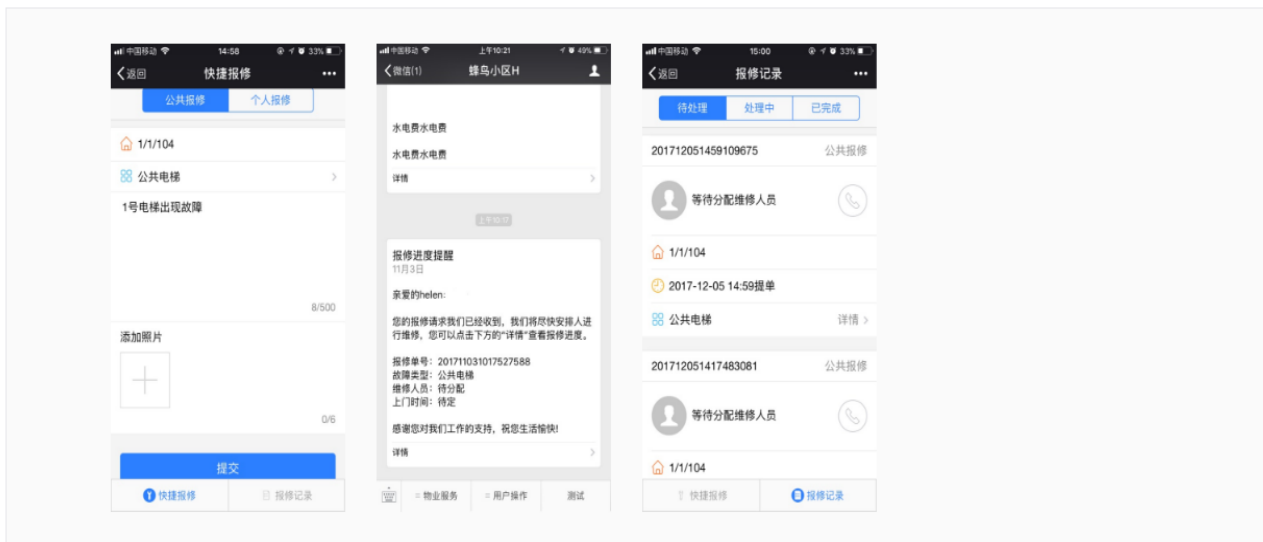 中国移动 14:58 33%
返回 快捷报修
公共报修 个人报修
1/1/104
公共电梯
1号电梯出现故障
8/500
添加照片
0/6
提交
快捷报修 报修记录
中国移动 上午10:21 49%
微信(1) 蜂鸟小区H
水电费水电费
水电费水电费
详情
上午10:17
报修进度提醒
11月3日
亲爱的helen:
您的报修请求我们已经收到，我们将尽快安排人进
行维修，您可以点击下方的“详情”查看报修进度。
报修单号：201711031017527588
故障类型：公共电梯
维修人员：待分配
上门时间：待定
感谢您对我们工作的支持，祝您生活愉快!
详情
物业服务 用户操作 测试
中国移动 15:00 33%
返回 报修记录
待处理 处理中 已完成
201712051459109675 公共报修
等待分配维修人员
1/1/104
2017-12-05 14:59提单
公共电梯 详情
201712051417483081 公共报修
等待分配维修人员
1/1/104
快捷报修 报修记录